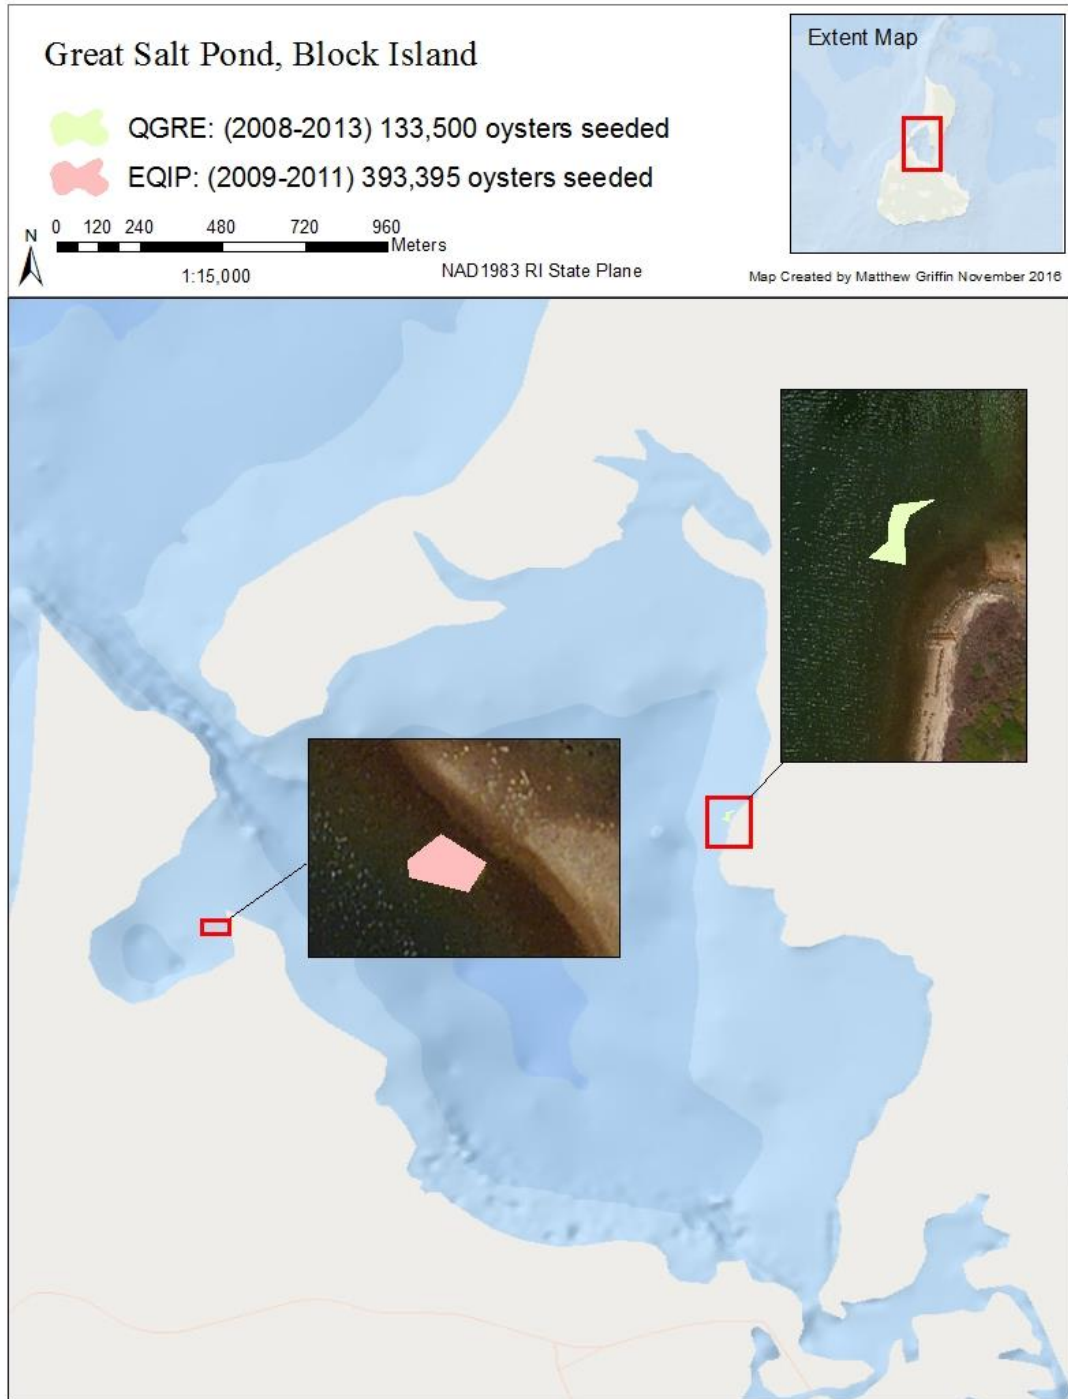 Great Salt Pond, Block Island
QGRE: (2008-2013) 133,500 oysters seeded
EQIP: (2009-2011) 393,395 oysters seeded
N
0 120 240 480 720 960
Meters
1:15,000
NAD1983 RI State Plane
Extent Map
Map Created by Matthew Griffin November 2016